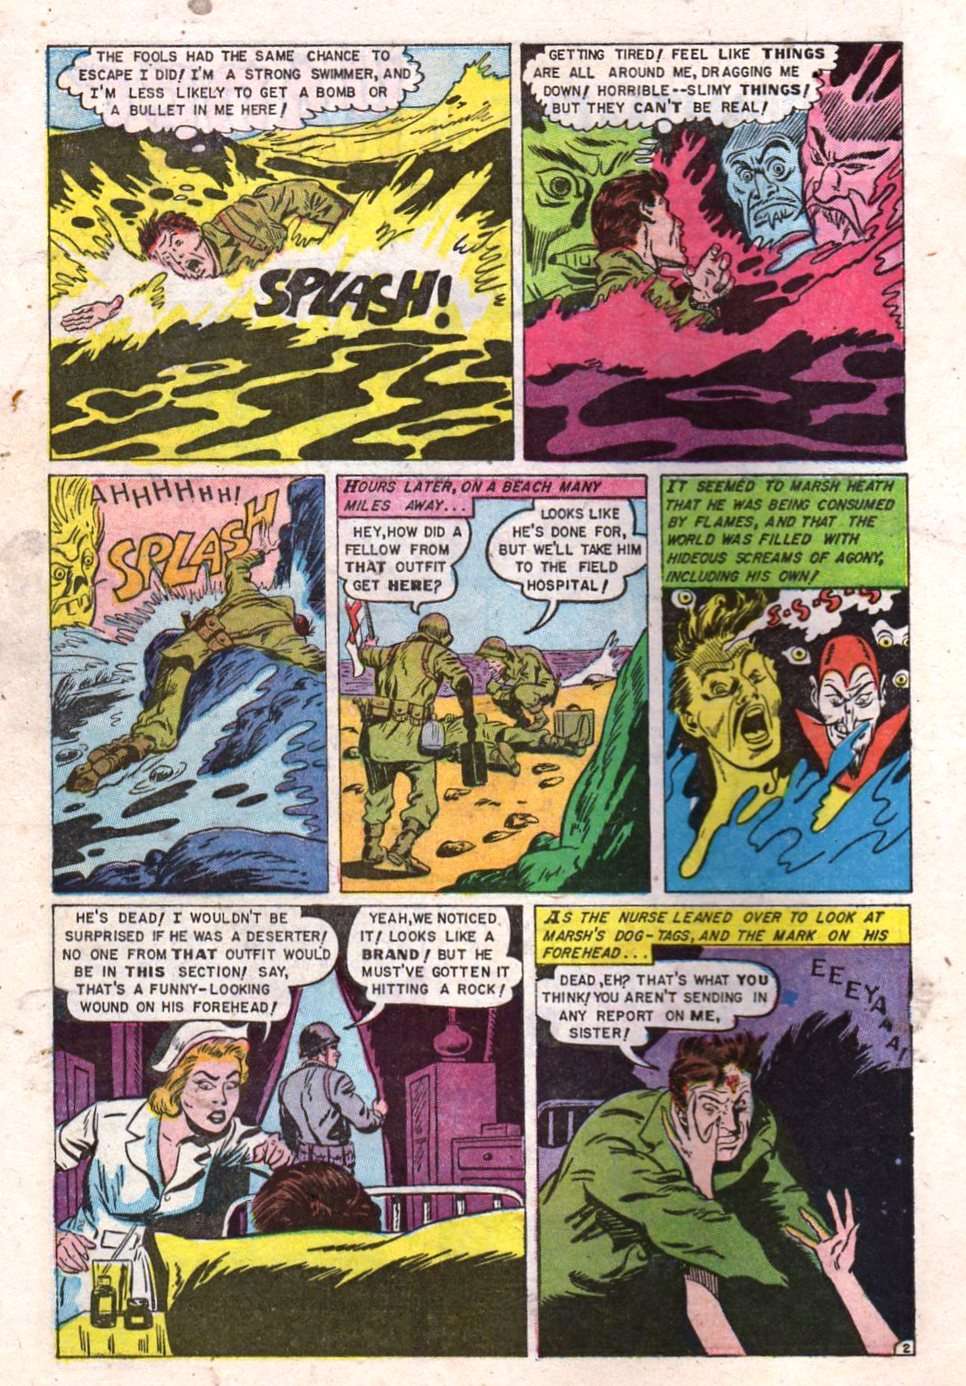 THE FOOLS HAD THE SAME CHANCE TO
ESCAPE I DID! I'M A STRONG SWIMMER, AND
I'M LESS LIKELY TO GET A BOMB OR
A BULLET IN ME HERE!
SPLASH!
GETTING TIRED! FEEL LIKE THINGS
ARE ALL AROUND ME, DRAGGING ME
DOWN! HORRIBLE--SLIMY THINGS!
BUT THEY CAN'T BE REAL!
AHHHHHH!
SPLASH
HOURS LATER, ON A BEACH MANY
MILES AWAY...
HEY, HOW DID A
FELLOW FROM
THAT OUTFIT
GET HERE?
LOOKS LIKE
HE'S DONE FOR,
BUT WE'LL TAKE HIM
TO THE FIELD
HOSPITAL!
IT SEEMED TO MARSH HEATH
THAT HE WAS BEING CONSUMED
BY FLAMES, AND THAT THE
WORLD WAS FILLED WITH
HIDEOUS SCREAMS OF AGONY,
INCLUDING HIS OWN!
S-S-S-S
HE'S DEAD! I WOULDN'T BE
SURPRISED IF HE WAS A DESERTER!
NO ONE FROM THAT OUTFIT WOULD
BE IN THIS SECTION! SAY,
THAT'S A FUNNY-LOOKING
WOUND ON HIS FOREHEAD!
YEAH, WE NOTICED
IT! LOOKS LIKE A
BRAND! BUT HE
MUST'VE GOTTEN IT
HITTING A ROCK!
AS THE NURSE LEANED OVER TO LOOK AT
MARSH'S DOG-TAGS, AND THE MARK ON HIS
FOREHEAD...
DEAD, EH? THAT'S WHAT YOU
THINK! YOU AREN'T SENDING IN
ANY REPORT ON ME,
SISTER!
EEEEYAAA!
2